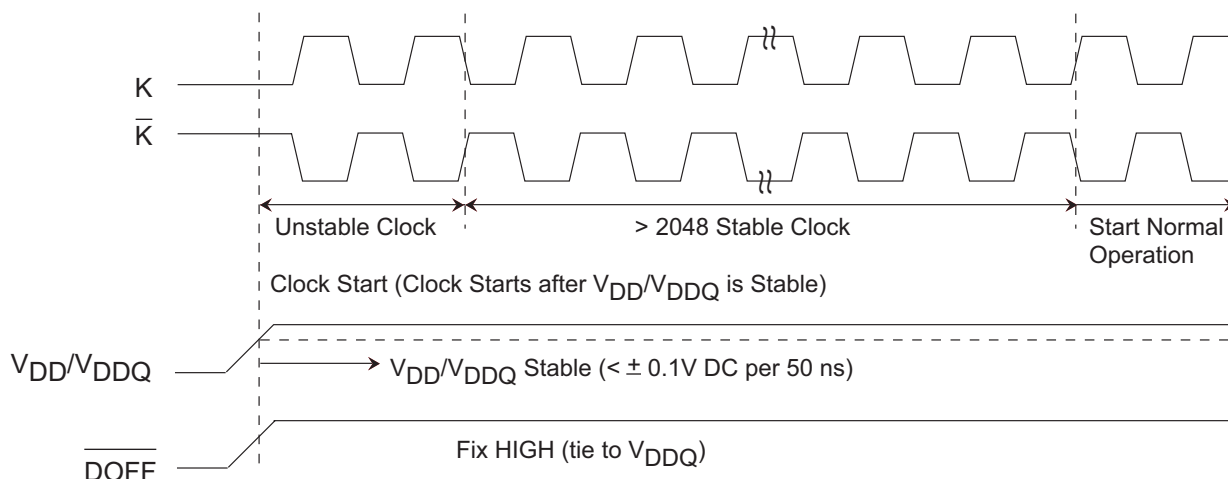 K
K̅
Unstable Clock
> 2048 Stable Clock
Start Normal
Operation
Clock Start (Clock Starts after VDD/VDDQ is Stable)
VDD/VDDQ
VDD/VDDQ Stable (< ± 0.1V DC per 50 ns)
D̅O̅F̅F̅
Fix HIGH (tie to VDDQ)